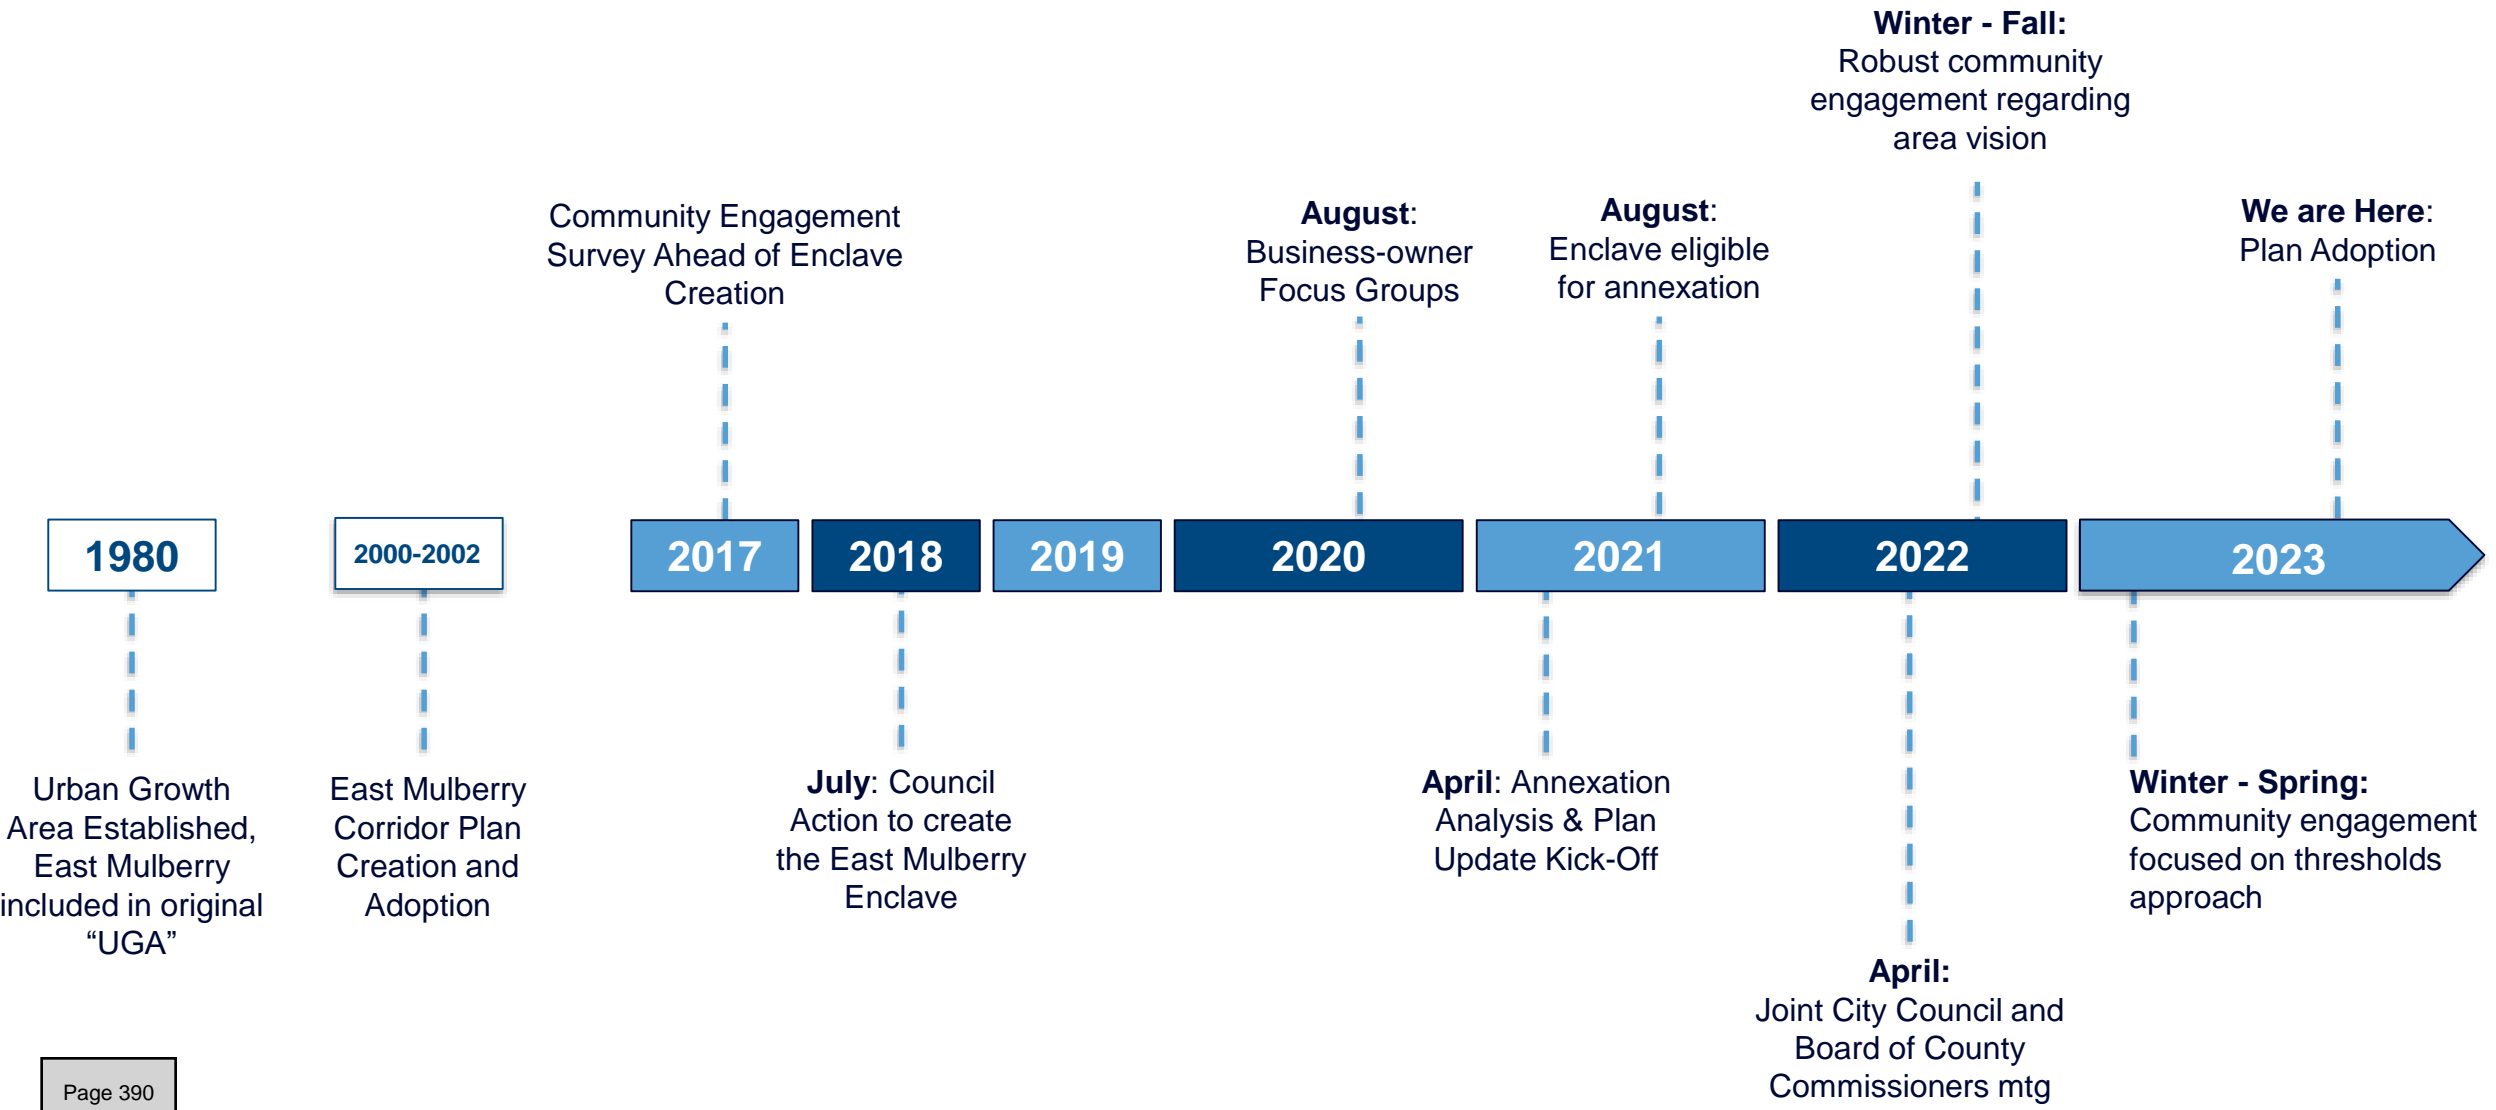 Winter - Fall:
Robust community
engagement regarding
area vision
Community Engagement
Survey Ahead of Enclave
Creation
August:
Business-owner
Focus Groups
August:
Enclave eligible
for annexation
We are Here:
Plan Adoption
1980
2000-2002
2017
2018
2019
2020
2021
2022
2023
Urban Growth
Area Established,
East Mulberry
included in original
“UGA”
East Mulberry
Corridor Plan
Creation and
Adoption
July: Council
Action to create
the East Mulberry
Enclave
April: Annexation
Analysis & Plan
Update Kick-Off
April:
Joint City Council and
Board of County
Commissioners mtg
Winter - Spring:
Community engagement
focused on thresholds
approach
Page 390